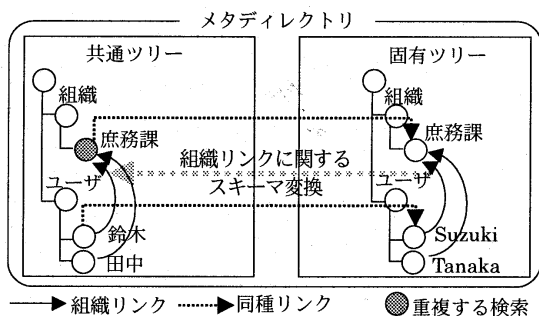 メタディレクトリ
共通ツリー
固有ツリー
組織
組織
庶務課
庶務課
組織リンクに関する
ユーザ
ユーザ
スキーマ変換
鈴木
Suzuki
田中
Tanaka
組織リンク
同種リンク
重複する検索